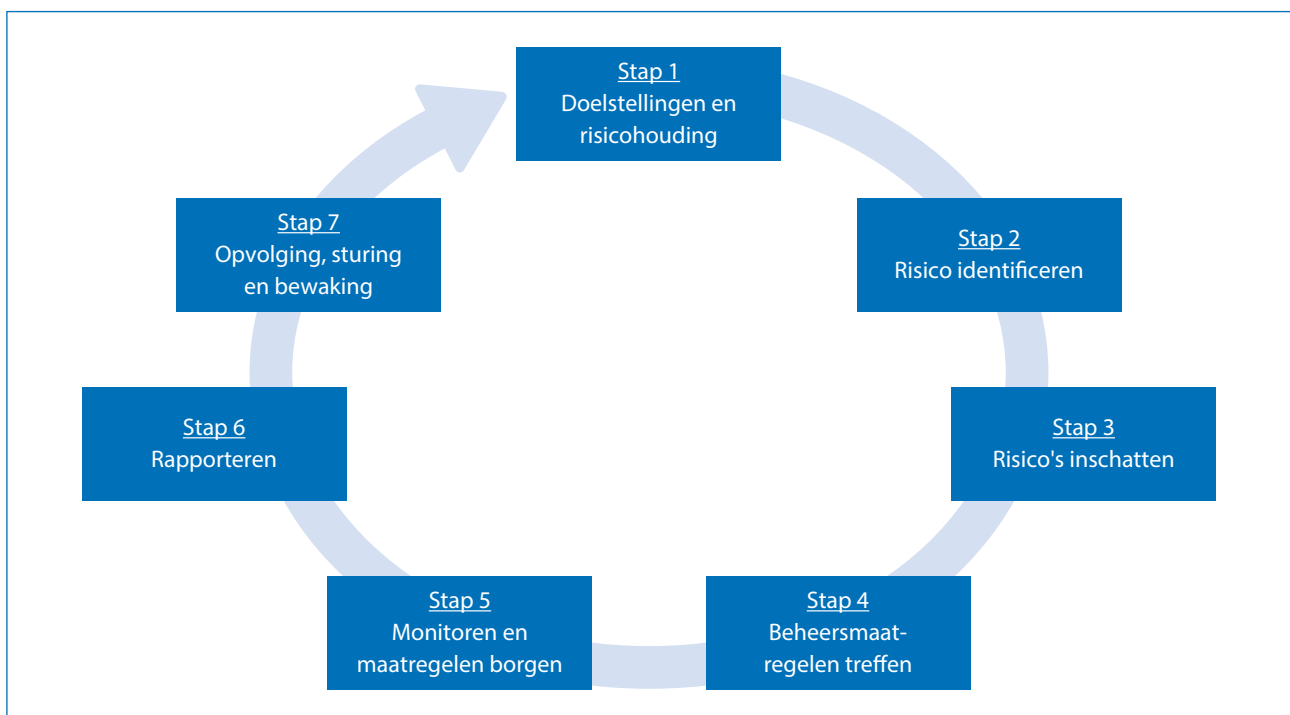 Stap 1
Doelstellingen en
risicohouding
Stap 2
Risico identificeren
Stap 3
Risico's inschatten
Stap 4
Beheersmaat-
regelen treffen
Stap 5
Monitoren en
maatregelen borgen
Stap 6
Rapporteren
Stap 7
Opvolging, sturing
en bewaking